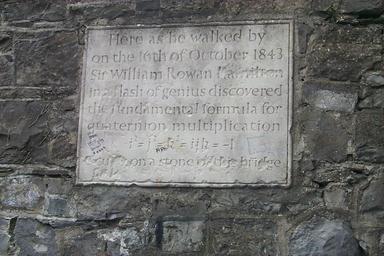 Here as he walked by
on the 16th of October 1843
Sir William Rowan Hamilton
in a flash of genius discovered
the fundamental formula for
quaternion multiplication
i² = j² = k² = ijk = -1
& cut it on a stone of this bridge